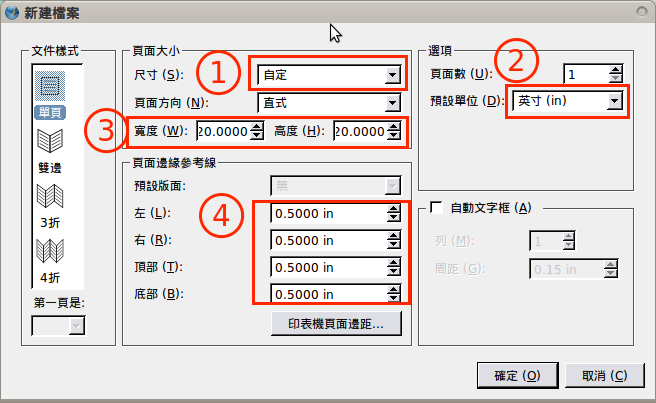 新建檔案
文件樣式
單頁
雙邊
3折
4折
第一頁是:
頁面大小
尺寸 (S): 自定
頁面方向 (N): 直式
寬度 (W): 20.0000 高度 (H): 20.0000
頁面邊緣參考線
預設版面: 無
左 (L): 0.5000 in
右 (R): 0.5000 in
頂部 (T): 0.5000 in
底部 (B): 0.5000 in
印表機頁面邊距...
選項
頁面數 (U): 1
預設單位 (D): 英寸 (in)
自動文字框 (A)
列 (M): 1
間距 (G): 0.15 in
確定 (O) 取消 (C)
1
2
3
4